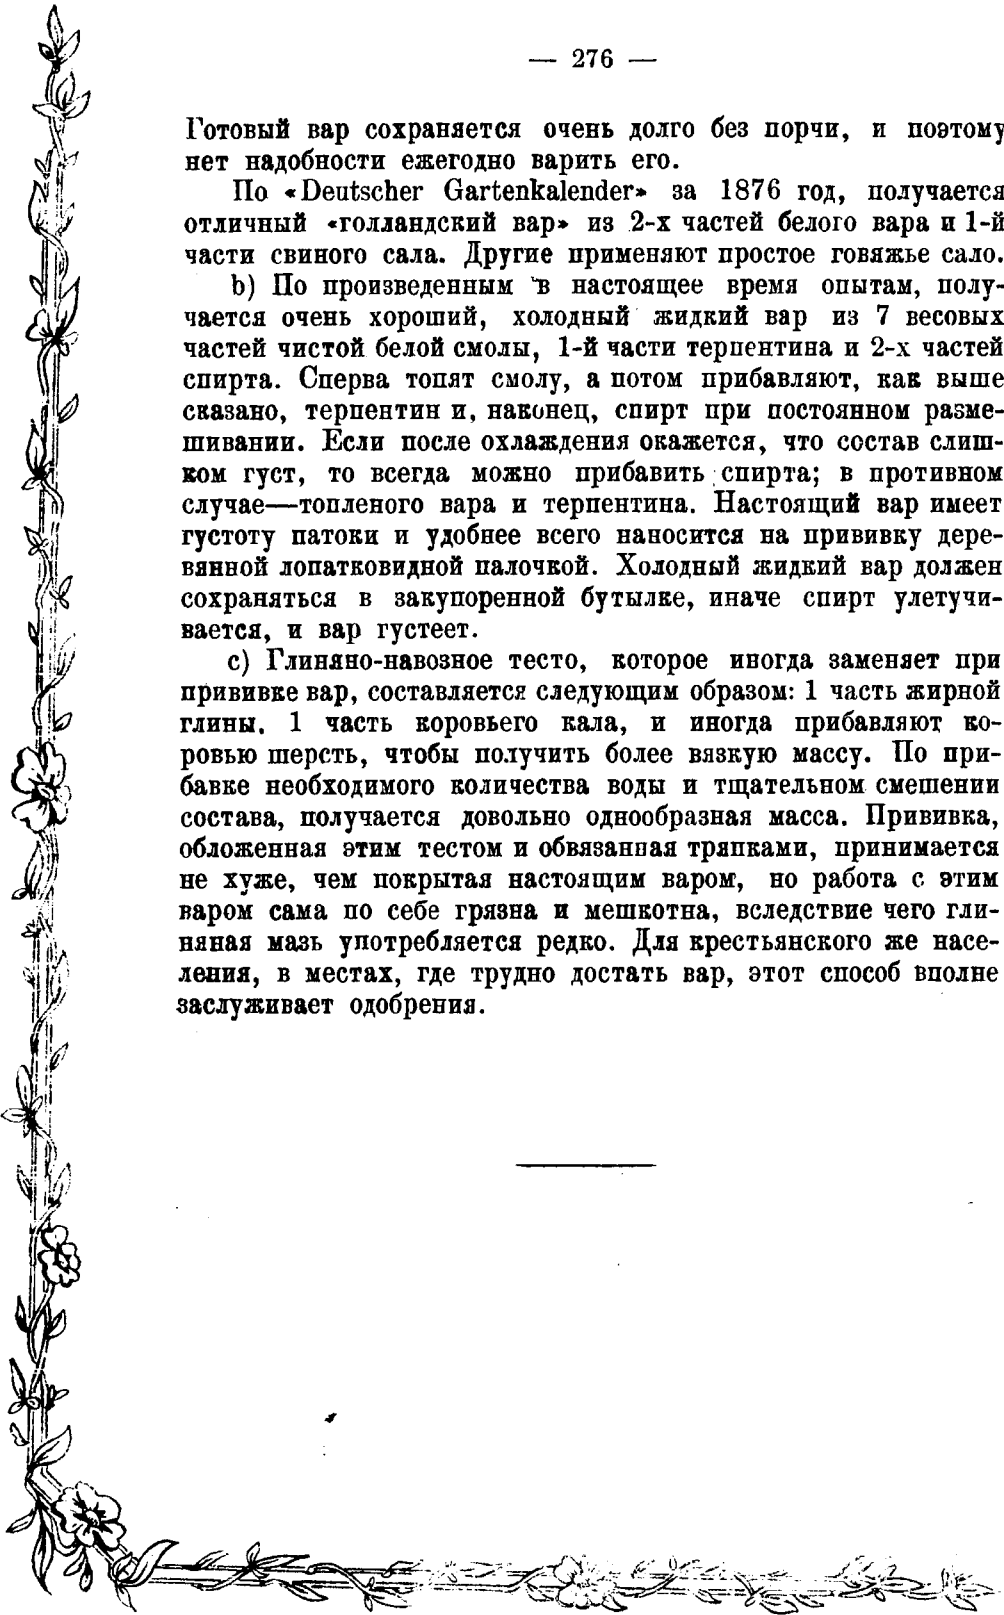 — 276 —
Готовый вар сохраняется очень долго без порчи, и поэтому
нет надобности ежегодно варить его.
По «Deutscher Gartenkalender» за 1876 год, получается
отличный «голландский вар» из 2-х частей белого вара и 1-й
части свиного сала. Другие применяют простое говяжье сало.
b) По произведенным в настоящее время опытам, полу-
чается очень хороший, холодный жидкий вар из 7 весовых
частей чистой белой смолы, 1-й части терпентина и 2-х частей
спирта. Сперва топят смолу, а потом прибавляют, как выше
сказано, терпентин и, наконец, спирт при постоянном разме-
шивании. Если после охлаждения окажется, что состав слиш-
ком густ, то всегда можно прибавить спирта; в противном
случае—топленого вара и терпентина. Настоящий вар имеет
густоту патоки и удобнее всего наносится на прививку дере-
вянной лопатковидной палочкой. Холодный жидкий вар должен
сохраняться в закупоренной бутылке, иначе спирт улетучи-
вается, и вар густеет.
c) Глиняно-навозное тесто, которое иногда заменяет при
прививке вар, составляется следующим образом: 1 часть жирной
глины, 1 часть коровьего кала, и иногда прибавляют ко-
ровью шерсть, чтобы получить более вязкую массу. По при-
бавке необходимого количества воды и тщательном смешении
состава, получается довольно однообразная масса. Прививка,
обложенная этим тестом и обвязанная тряпками, принимается
не хуже, чем покрытая настоящим варом, но работа с этим
варом сама по себе грязна и мешкотна, вследствие чего гли-
няная мазь употребляется редко. Для крестьянского же насе-
ления, в местах, где трудно достать вар, этот способ вполне
заслуживает одобрения.